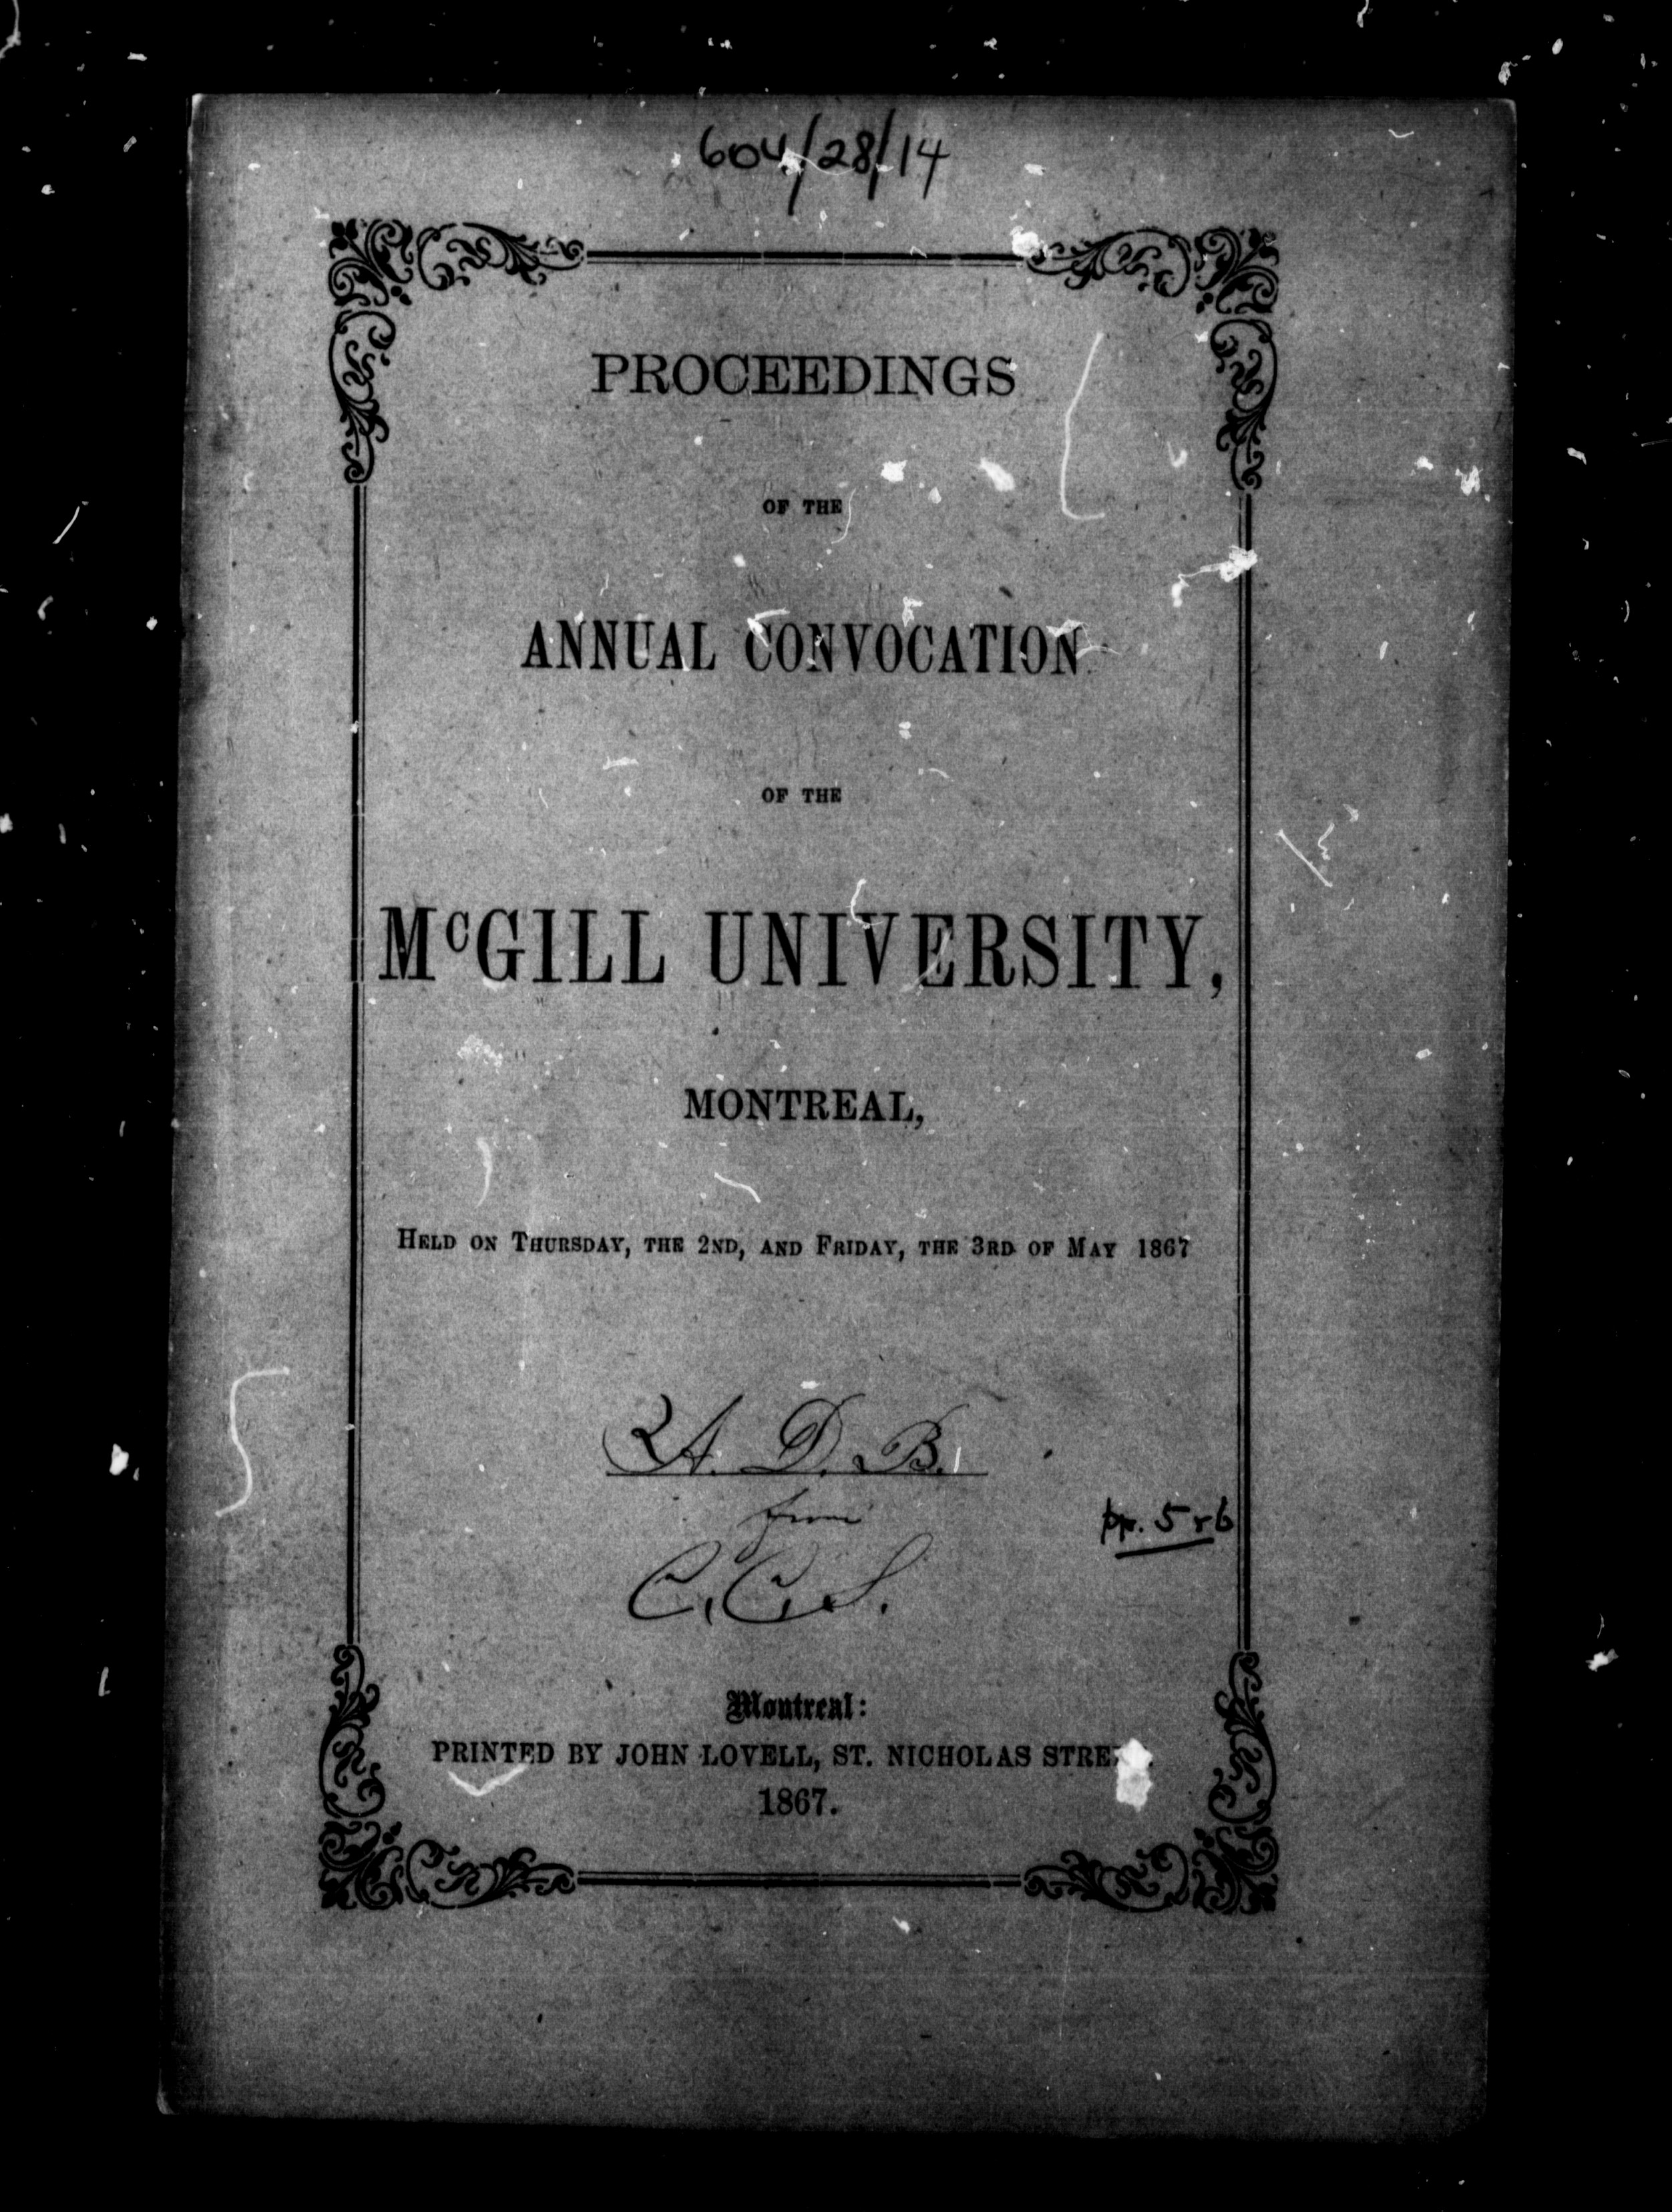 604/28/14
PROCEEDINGS
OF THE
ANNUAL CONVOCATION
OF THE
McGILL UNIVERSITY,
MONTREAL,
HELD ON THURSDAY, THE 2ND, AND FRIDAY, THE 3RD OF MAY 1867
A. D. B.
from
C. C. S.
pp. 5 + 6
Montreal:
PRINTED BY JOHN LOVELL, ST. NICHOLAS
1867.